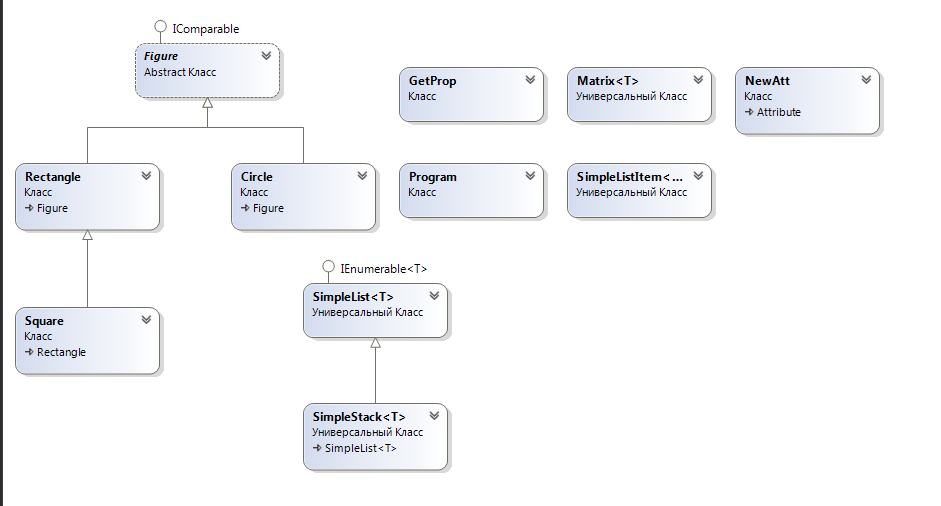 IComparable
Figure
Abstract Класс
GetProp
Класс
Matrix<T>
Универсальный Класс
NewAtt
Класс
Attribute
Rectangle
Класс
Figure
Circle
Класс
Figure
Program
Класс
SimpleListItem<...
Универсальный Класс
IEnumerable<T>
SimpleList<T>
Универсальный Класс
Square
Класс
Rectangle
SimpleStack<T>
Универсальный Класс
SimpleList<T>